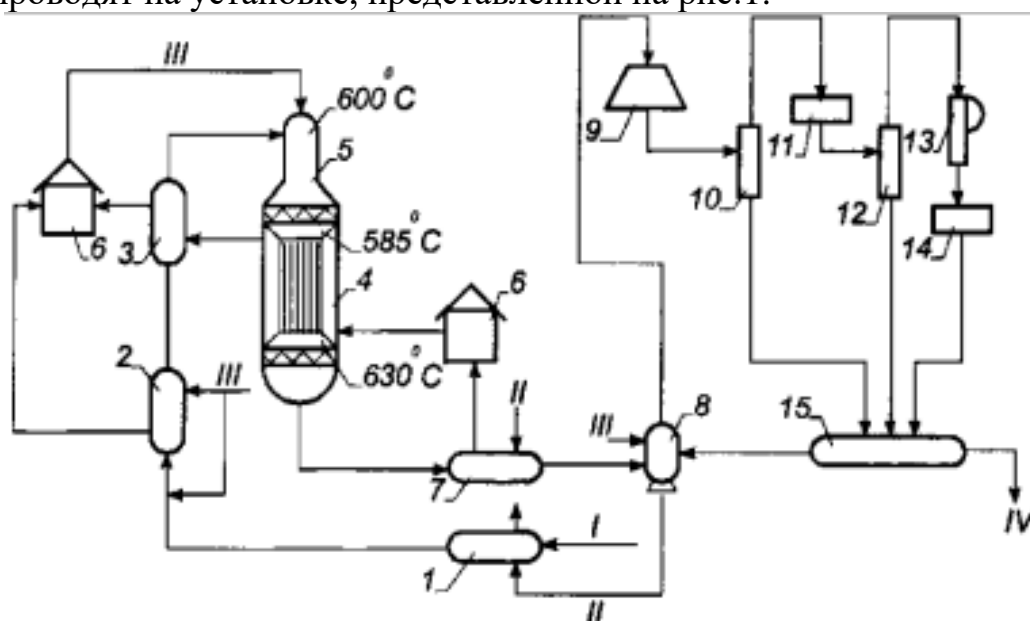 проводят на установке, представленной на рис.1.
III
600°C
5
9
11
13
10
12
14
6
3
585°C
4
6
630°C
2
III
II
III
8
15
7
I
1
II
IV